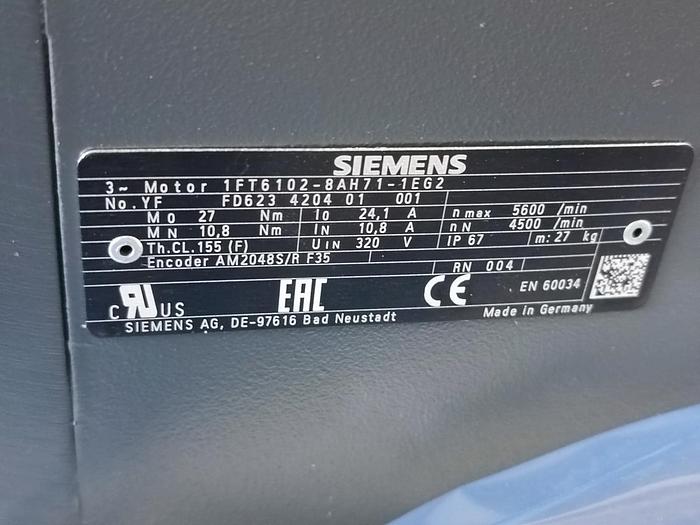 SIEMENS
3~ Motor 1FT6102-8AH71-1EG2
No. YF FD623 4204 01 001
M0 27 Nm I0 24,1 A n max 5600 /min
MN 10,8 Nm IN 10,8 A nN 4500 /min
Th.CL.155 (F) UIN 320 V IP 67 m: 27 kg
Encoder AM2048S/R F35 RN 004
C RU US EAC CE EN 60034
SIEMENS AG, DE-97616 Bad Neustadt Made in Germany